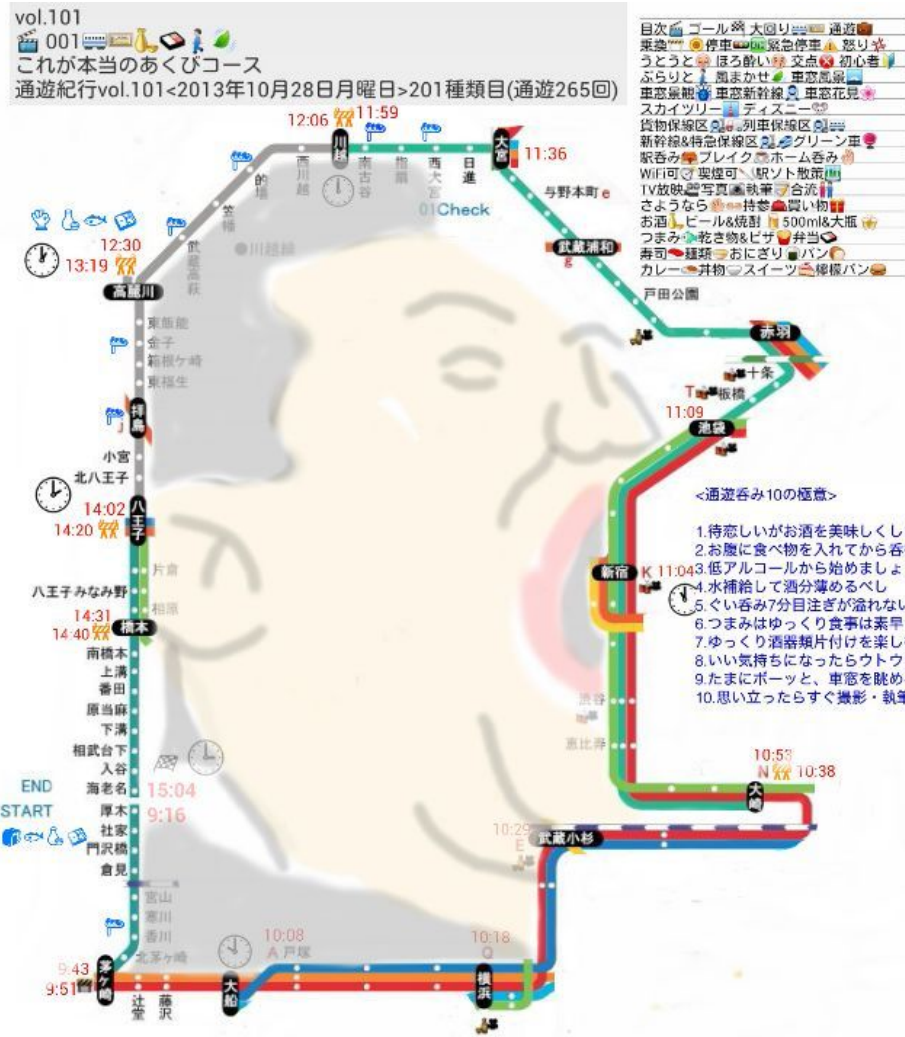 vol.101
001
これが本当のあくびコース
通遊紀行vol.101<2013年10月28日月曜日>201種類目(通遊265回)
目次 ゴール 大回り 通遊
乗換 停車 緊急停車 怒り
うとうと ほろ酔い 交点 初心者
ぶらりと 風まかせ 車窓風景
車窓景観 車窓新幹線 車窓花見
スカイツリー ディズニー
貨物保線区 列車保線区
新幹線&特急保線区 グリーン車
駅呑み ブレイク ホーム呑み
WiFi可 喫煙可 駅ソト散策
TV放映 写真 執筆 合流
さようなら 持参 買い物
お酒 ビール&焼酎 500ml&大瓶
つまみ 乾き物&ピザ 弁当
寿司 麺類 おにぎり パン
カレー 丼物 スイーツ 檸檬パン
12:06
11:59
川越
西川越
的場
笠幡
武蔵高萩
南古谷
指扇
西大宮
日進
大宮
11:36
01Check
川越線
与野本町 e
武蔵浦和
g
戸田公園
赤羽
十条
T
板橋
11:09
池袋
12:30
13:19
高麗川
東飯能
金子
箱根ケ崎
東福生
拝島
J
小宮
北八王子
14:02
八王子
14:20
片倉
八王子みなみ野
相原
14:31
14:40
橋本
南橋本
上溝
番田
原当麻
下溝
相武台下
入谷
海老名
15:04
END
START
9:16
厚木
社家
門沢橋
倉見
宮山
寒川
香川
北茅ヶ崎
9:43
9:51
茅ヶ崎
辻堂
藤沢
大船
10:08
A 戸塚
10:18
Q
横浜
10:29
E
武蔵小杉
10:53
N
10:38
大崎
恵比寿
渋谷
新宿
K 11:04
<通遊呑み10の極意>
1.待恋しいがお酒を美味しくし
2.お腹に食べ物を入れてから呑
3.低アルコールから始めましょ
4.水補給して酒分薄めるべし
5.ぐい呑み7分目注ぎが溢れない
6.つまみはゆっくり食事は素早
7.ゆっくり酒器類片付けを楽し
8.いい気持ちになったらウトウ
9.たまにボーッと、車窓を眺め
10.思い立ったらすぐ撮影・執筆